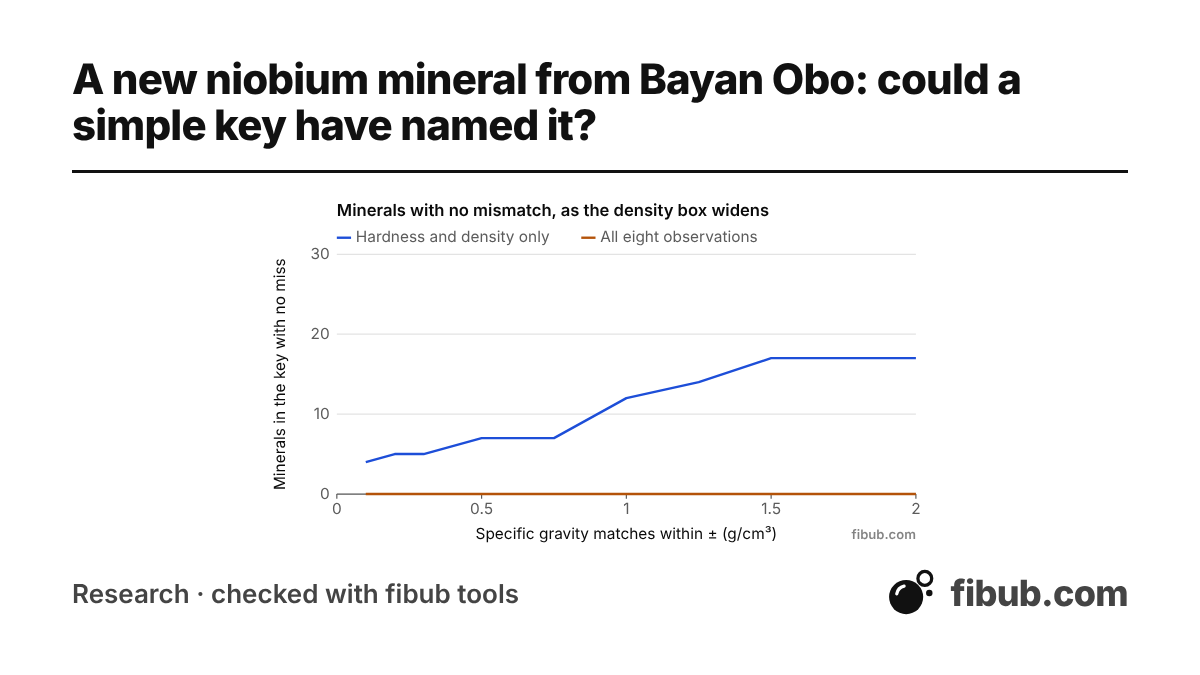 A new niobium mineral from Bayan Obo: could a
simple key have named it?
Minerals with no mismatch, as the density box widens
Hardness and density only
All eight observations
Minerals in the key with no miss
30
20
10
0
0
0.5
1
1.5
2
Specific gravity matches within ± (g/cm³)
fibub.com
Research · checked with fibub tools
fibub.com